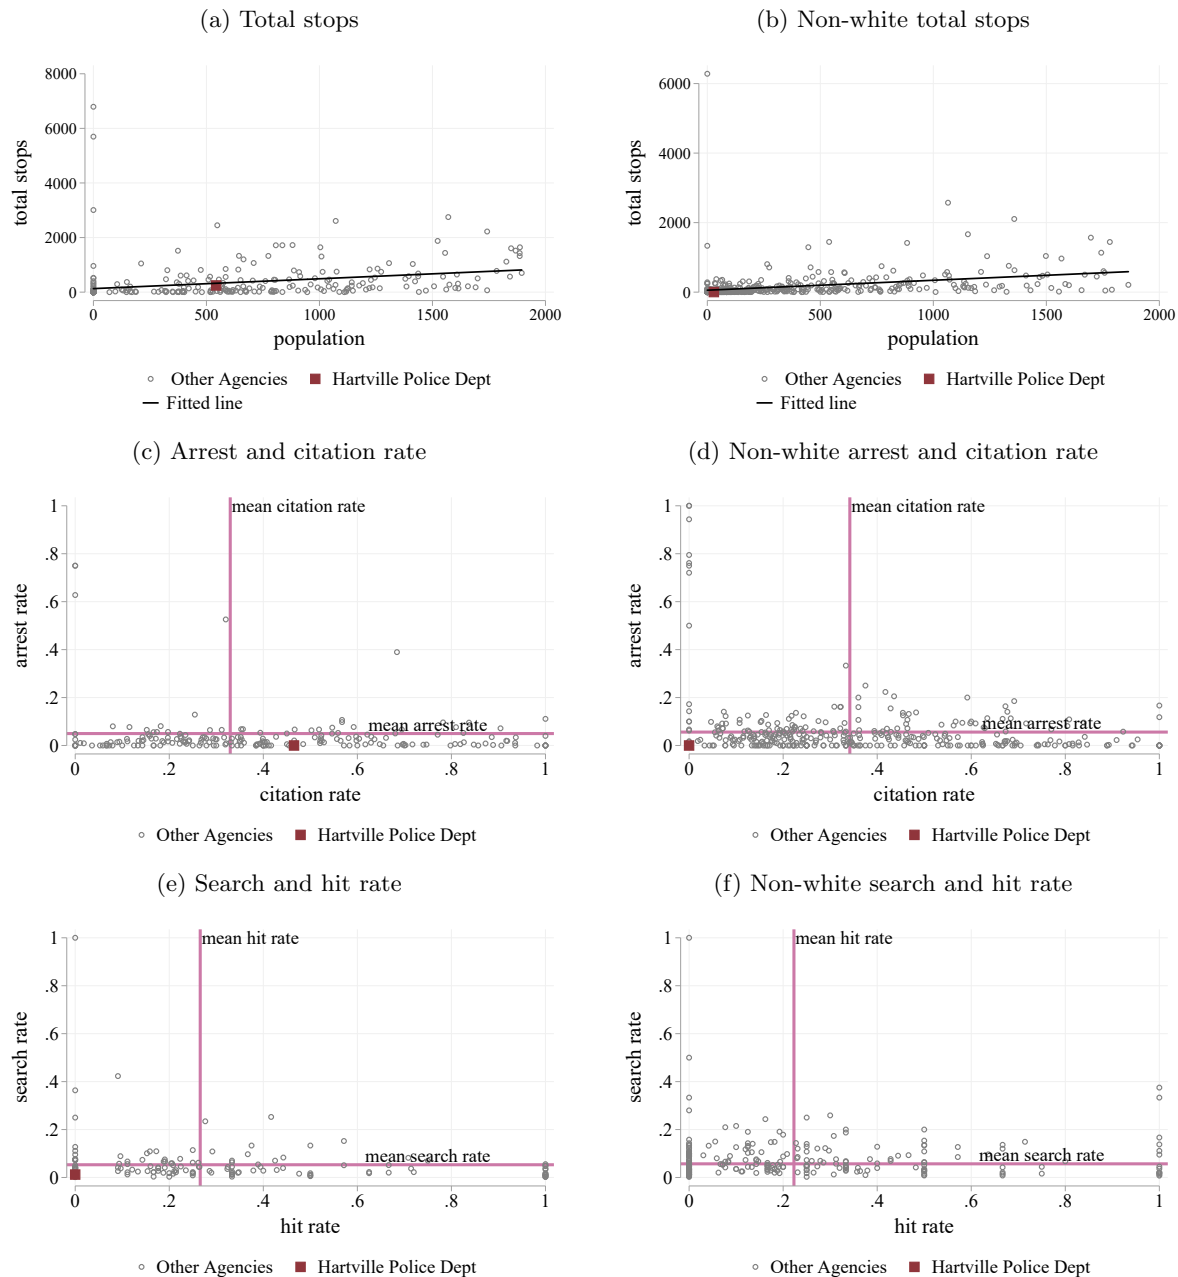 (a) Total stops
(b) Non-white total stops
8000
6000
4000
2000
0
total stops
0 500 1000 1500 2000
population
Other Agencies Hartville Police Dept
Fitted line
6000
4000
2000
0
total stops
0 500 1000 1500 2000
population
Other Agencies Hartville Police Dept
Fitted line
(c) Arrest and citation rate
(d) Non-white arrest and citation rate
1
.8
.6
.4
.2
0
arrest rate
mean citation rate
mean arrest rate
0 .2 .4 .6 .8 1
citation rate
Other Agencies Hartville Police Dept
1
.8
.6
.4
.2
0
arrest rate
mean citation rate
mean arrest rate
0 .2 .4 .6 .8 1
citation rate
Other Agencies Hartville Police Dept
(e) Search and hit rate
(f) Non-white search and hit rate
1
.8
.6
.4
.2
0
search rate
mean hit rate
mean search rate
0 .2 .4 .6 .8 1
hit rate
Other Agencies Hartville Police Dept
1
.8
.6
.4
.2
0
search rate
mean hit rate
mean search rate
0 .2 .4 .6 .8 1
hit rate
Other Agencies Hartville Police Dept